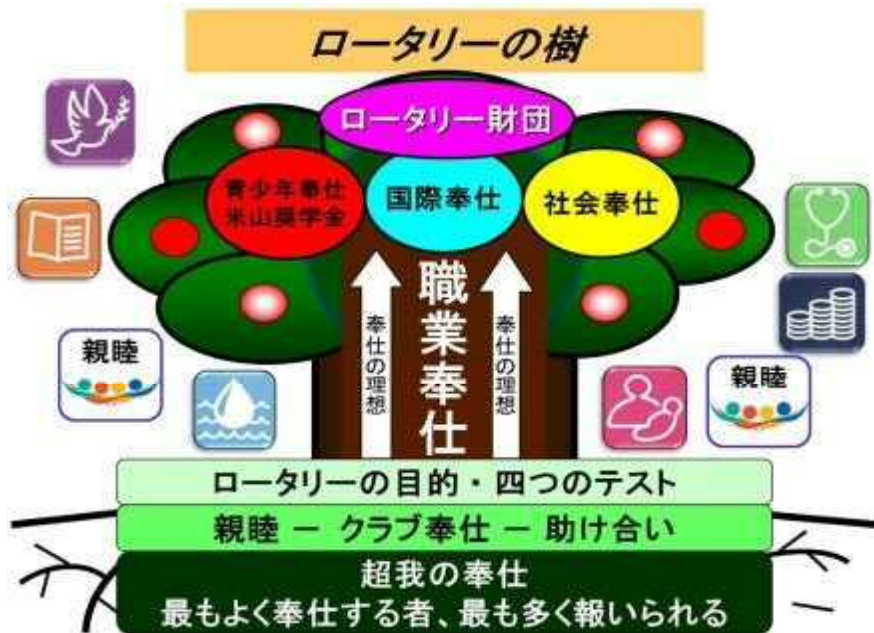 ロータリーの樹
ロータリー財団
青少年奉仕
米山奨学金
国際奉仕
社会奉仕
職業奉仕
奉仕の理想
奉仕の理想
親睦
親睦
ロータリーの目的・四つのテスト
親睦 － クラブ奉仕 － 助け合い
超我の奉仕
最もよく奉仕する者、最も多く報いられる